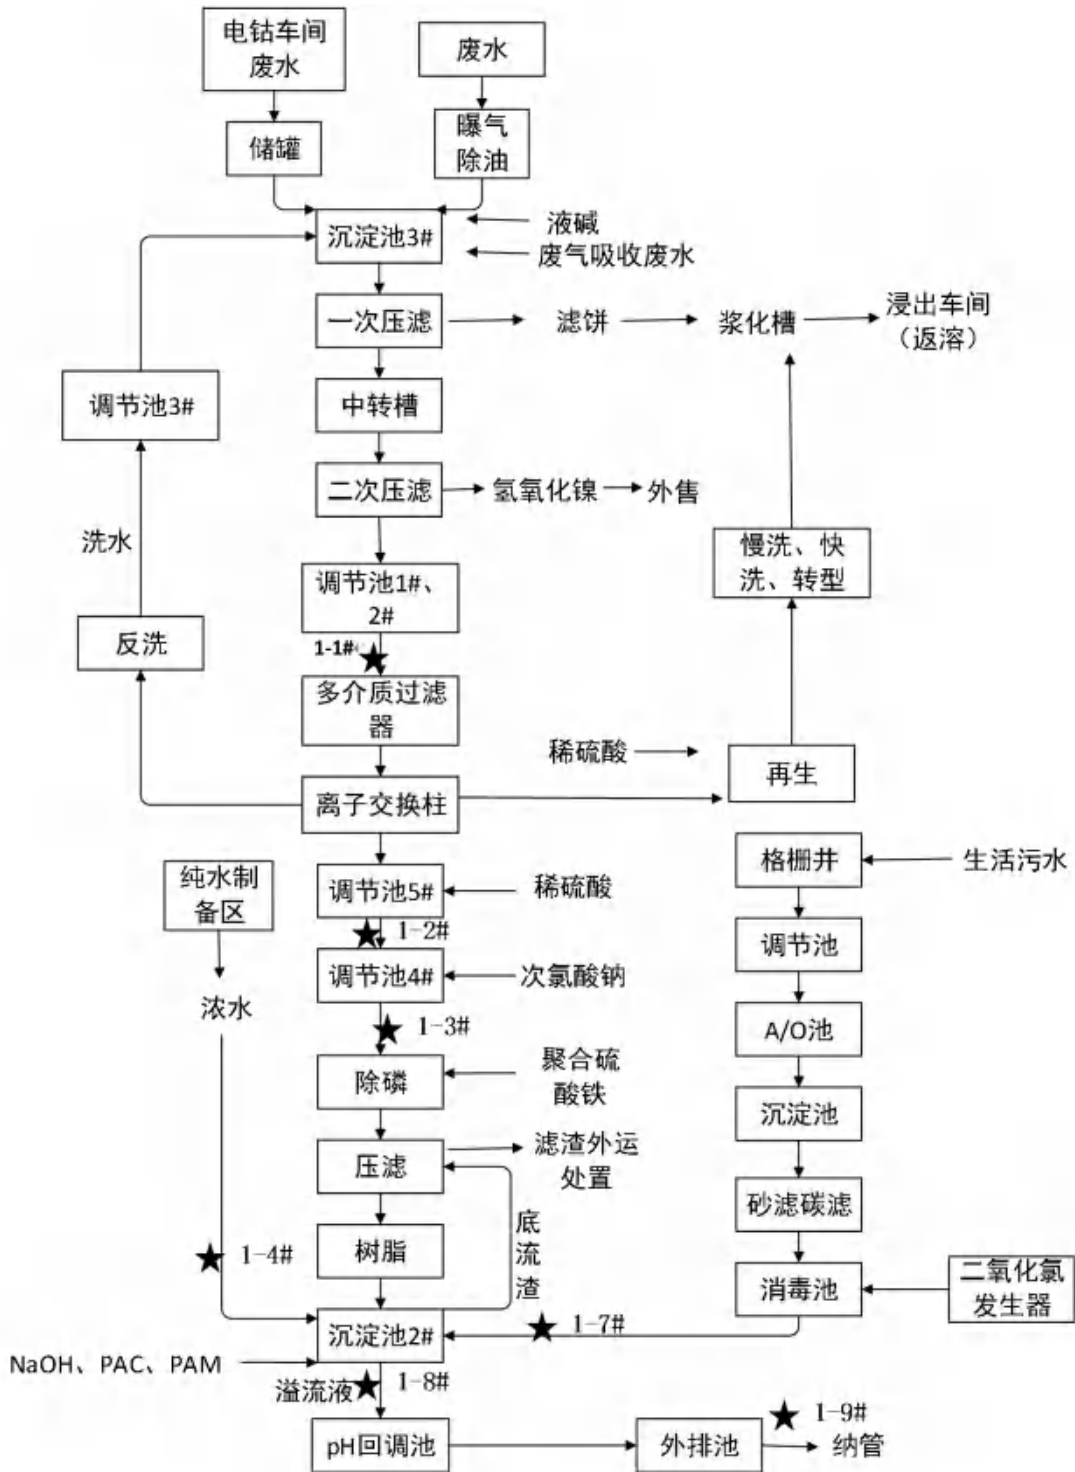 电钴车间
废水
废水
储罐
曝气
除油
沉淀池3#
液碱
废气吸收废水
一次压滤
滤饼
浆化槽
浸出车间
（返溶）
调节池3#
中转槽
二次压滤
氢氧化镍
外售
洗水
慢洗、快
洗、转型
调节池1#、
2#
反洗
1-1#
多介质过滤
器
稀硫酸
再生
离子交换柱
格栅井
生活污水
纯水制
备区
调节池5#
稀硫酸
1-2#
调节池
调节池4#
次氯酸钠
浓水
1-3#
A/O池
除磷
聚合硫
酸铁
沉淀池
压滤
滤渣外运
处置
砂滤碳滤
树脂
底
流
渣
1-4#
消毒池
二氧化氯
发生器
沉淀池2#
1-7#
NaOH、PAC、PAM
溢流液
1-8#
1-9#
pH回调池
外排池
纳管